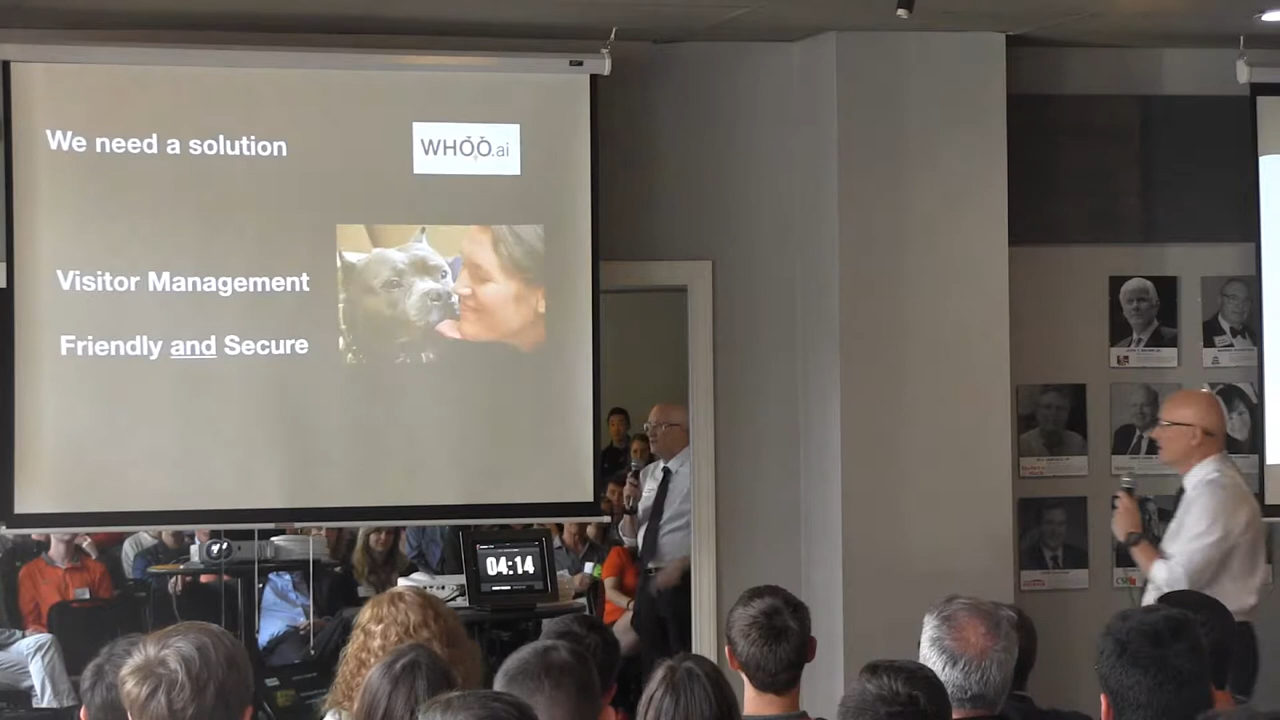 We need a solution
WHOO.ai
Visitor Management
Friendly and Secure
04:14